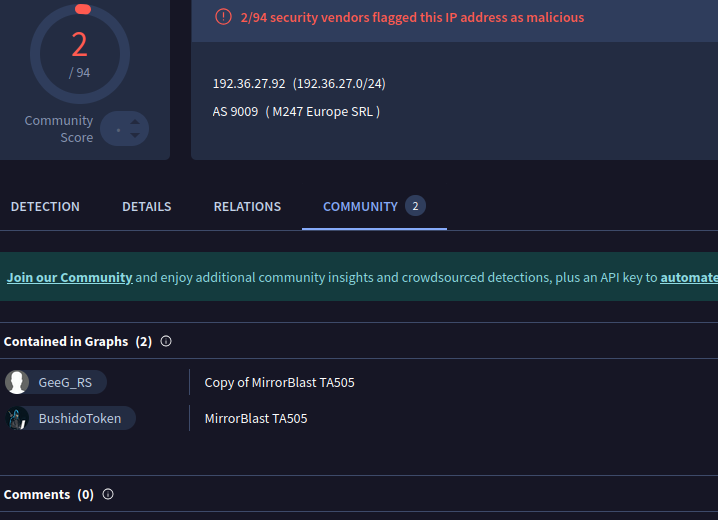 2
/ 94
Community Score
2/94 security vendors flagged this IP address as malicious
192.36.27.92 (192.36.27.0/24)
AS 9009 ( M247 Europe SRL )
DETECTION DETAILS RELATIONS COMMUNITY 2
Join our Community and enjoy additional community insights and crowdsourced detections, plus an API key to automate
Contained in Graphs (2)
GeeG_RS Copy of MirrorBlast TA505
BushidoToken MirrorBlast TA505
Comments (0)